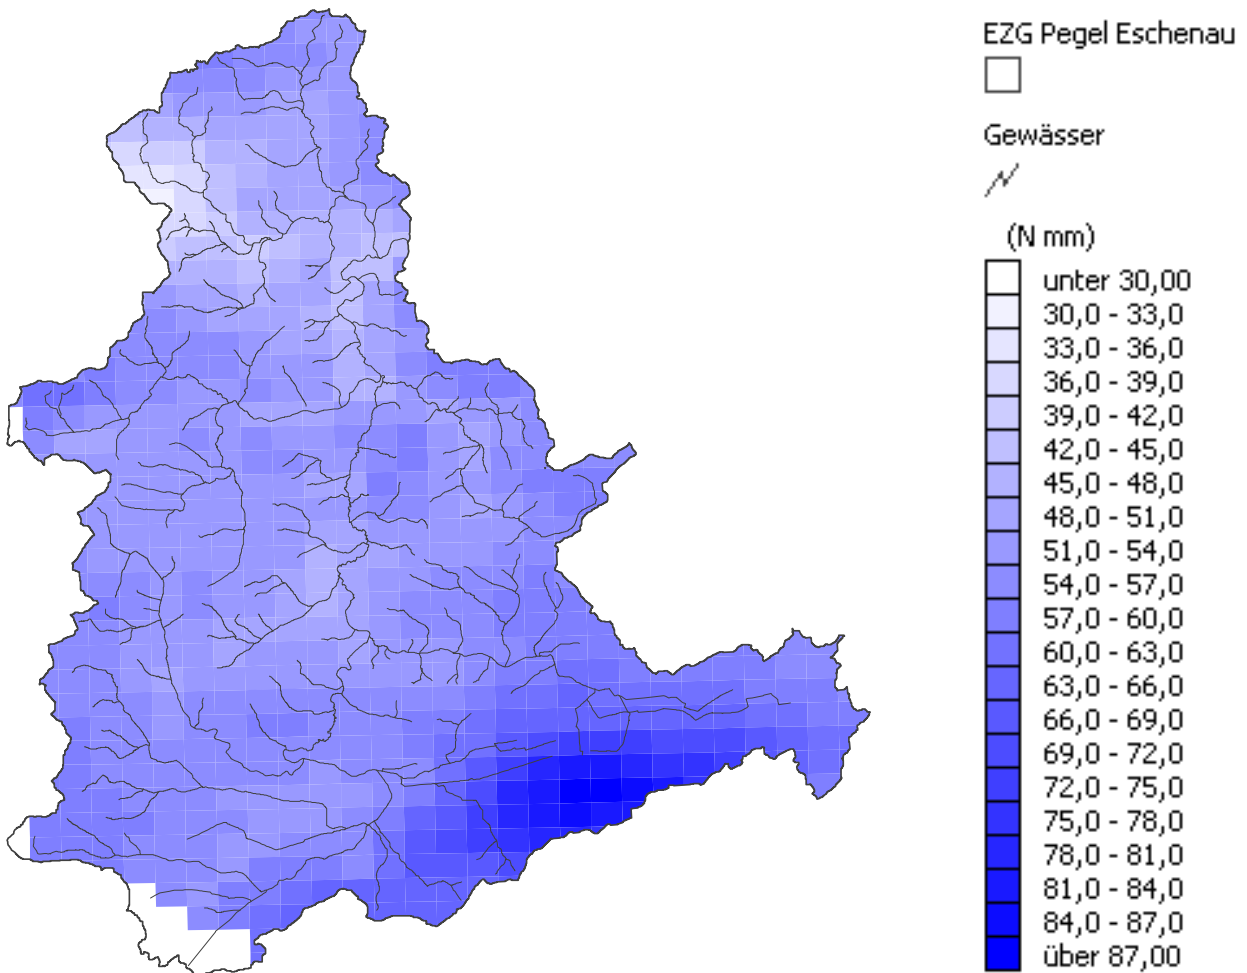 EZG Pegel Eschenau
Gewässer
(N mm)
unter 30,00
30,0 - 33,0
33,0 - 36,0
36,0 - 39,0
39,0 - 42,0
42,0 - 45,0
45,0 - 48,0
48,0 - 51,0
51,0 - 54,0
54,0 - 57,0
57,0 - 60,0
60,0 - 63,0
63,0 - 66,0
66,0 - 69,0
69,0 - 72,0
72,0 - 75,0
75,0 - 78,0
78,0 - 81,0
81,0 - 84,0
84,0 - 87,0
über 87,00